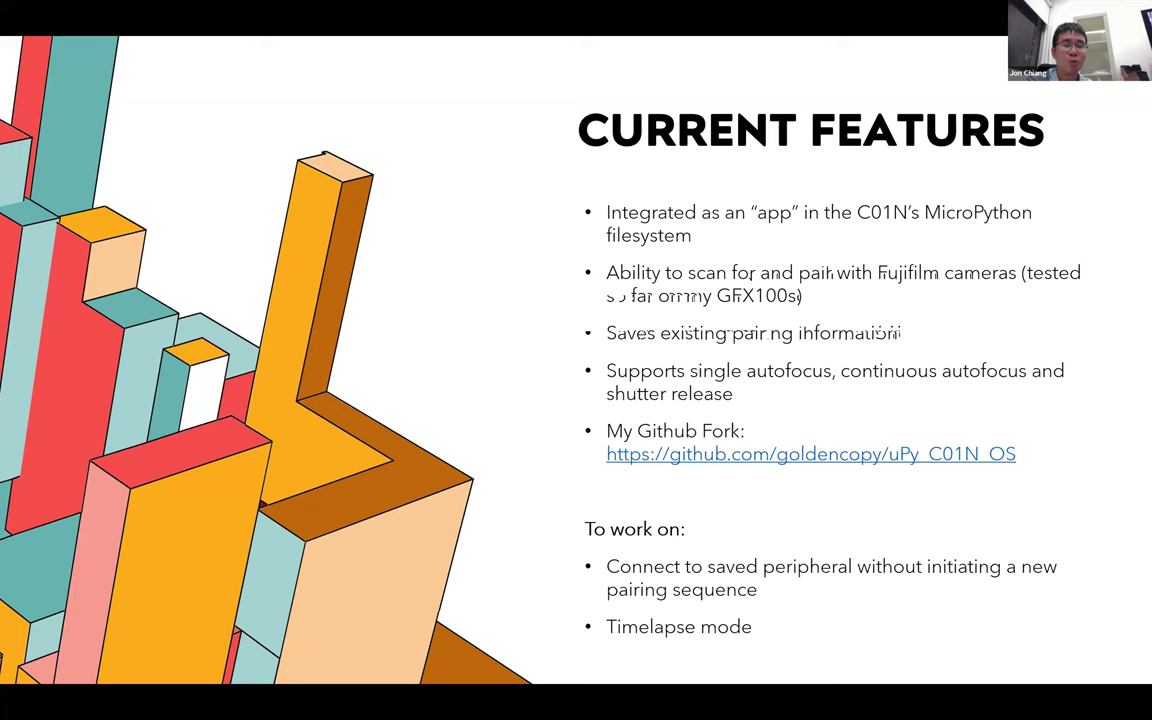 Jon Chiang
CURRENT FEATURES
• Integrated as an “app” in the C01N’s MicroPython
filesystem
• Ability to scan for and pair with Fujifilm cameras (tested
so far on my GFX100s)
• Saves existing pairing information
• Supports single autofocus, continuous autofocus and
shutter release
• My Github Fork:
https://github.com/goldencopy/uPy_C01N_OS
To work on:
• Connect to saved peripheral without initiating a new
pairing sequence
• Timelapse mode